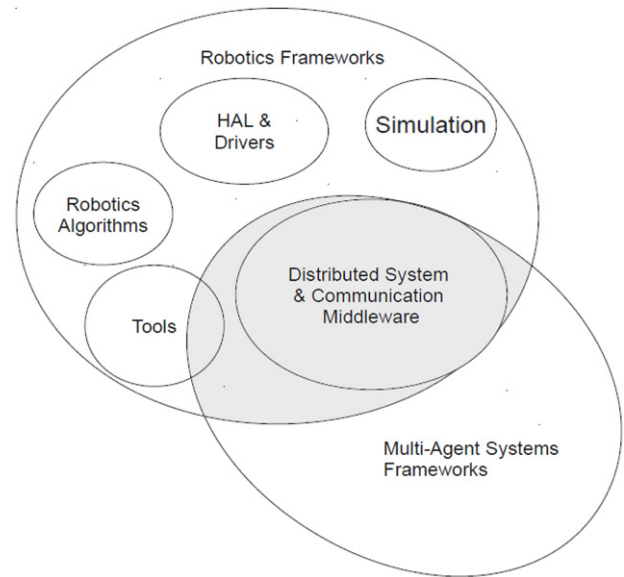 Robotics Frameworks
HAL &
Drivers
Simulation
Robotics
Algorithms
Distributed System
& Communication
Middleware
Tools
Multi-Agent Systems
Frameworks